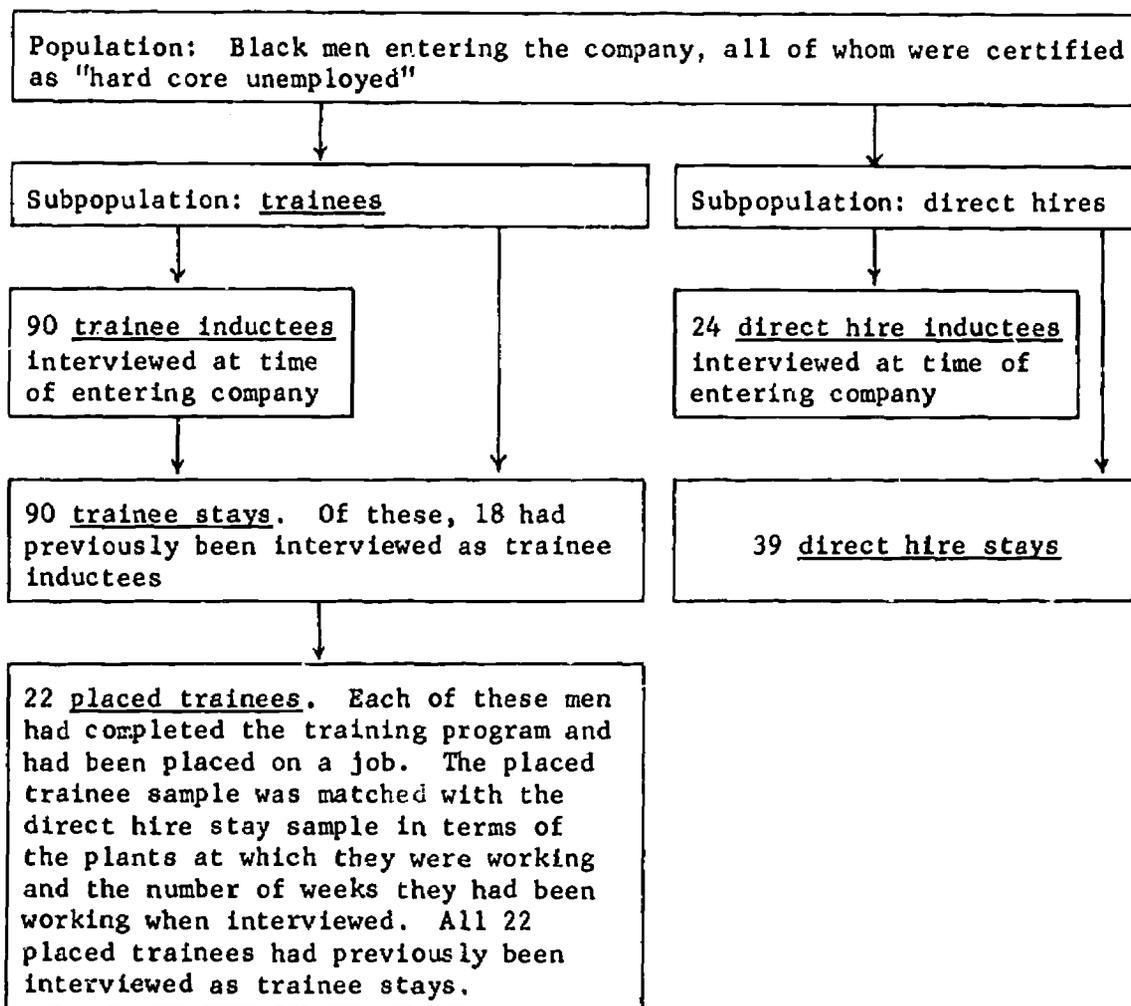 Population: Black men entering the company, all of whom were certified
as "hard core unemployed"
Subpopulation: trainees
Subpopulation: direct hires
90 trainee inductees
interviewed at time
of entering company
24 direct hire inductees
interviewed at time of
entering company
90 trainee stays. Of these, 18 had
previously been interviewed as trainee
inductees
39 direct hire stays
22 placed trainees. Each of these men
had completed the training program and
had been placed on a job. The placed
trainee sample was matched with the
direct hire stay sample in terms of
the plants at which they were working
and the number of weeks they had been
working when interviewed. All 22
placed trainees had previously been
interviewed as trainee stays.